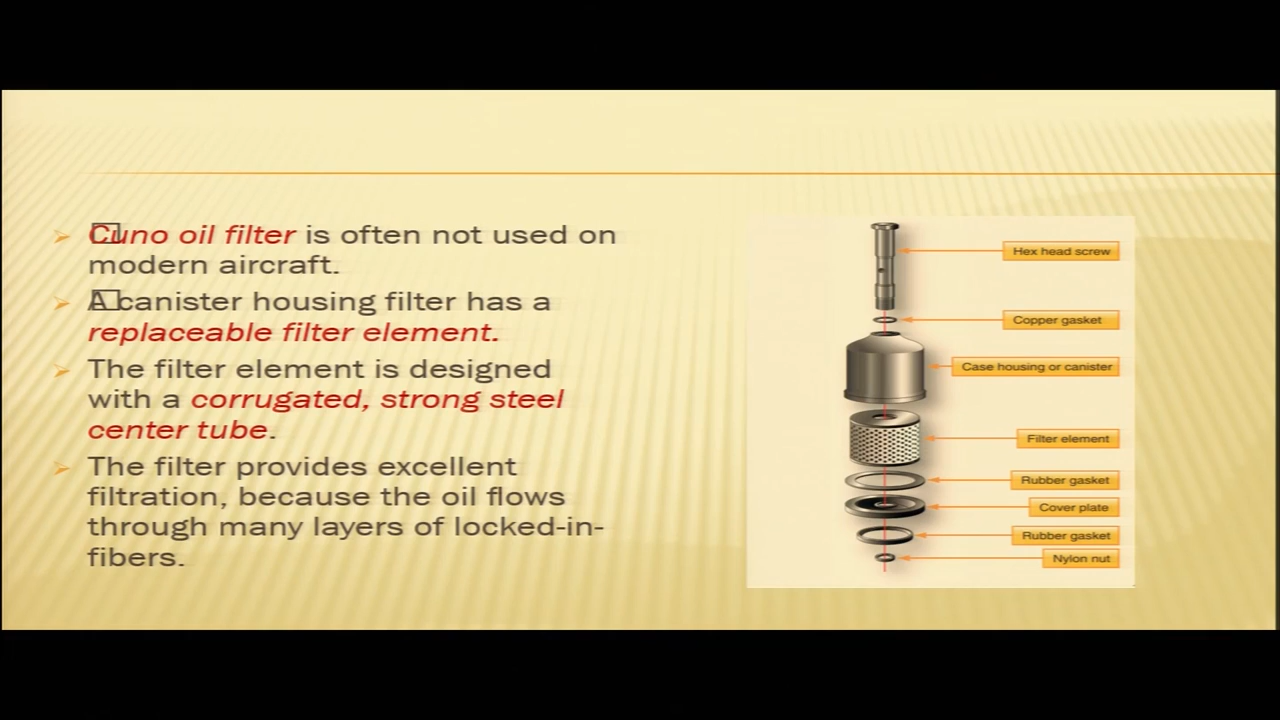 Cuno oil filter is often not used on
modern aircraft.
A canister housing filter has a
replaceable filter element.
The filter element is designed
with a corrugated, strong steel
center tube.
The filter provides excellent
filtration, because the oil flows
through many layers of locked-in-
fibers.
Hex head screw
Copper gasket
Case housing or canister
Filter element
Rubber gasket
Cover plate
Rubber gasket
Nylon nut